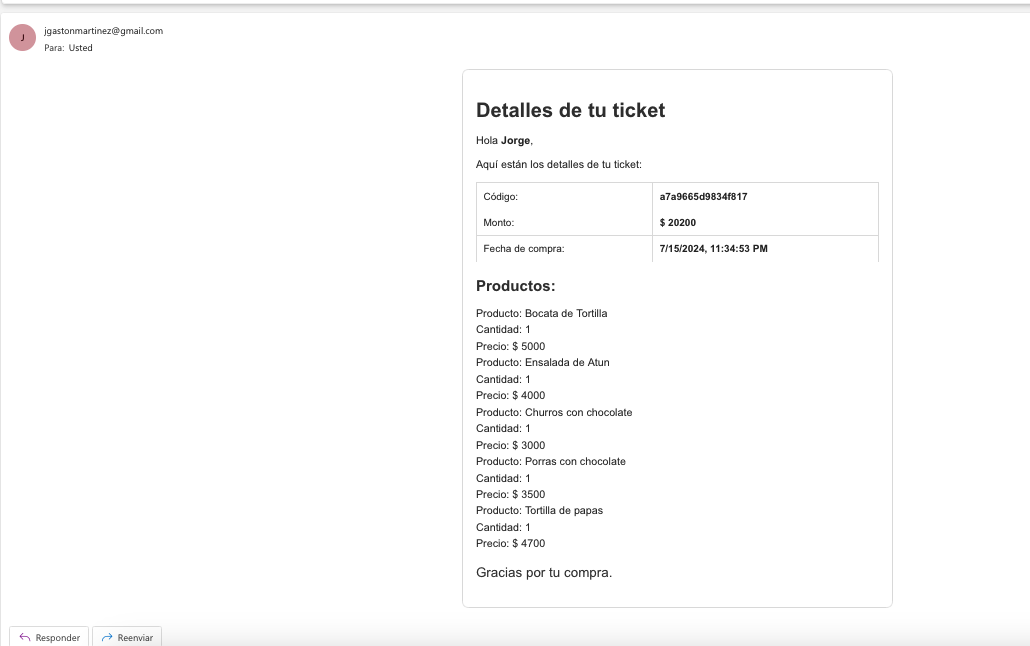 J
jgastonmartinez@gmail.com
Para: Usted
Detalles de tu ticket
Hola Jorge,
Aquí están los detalles de tu ticket:
Código: a7a9665d9834f817
Monto: $ 20200
Fecha de compra: 7/15/2024, 11:34:53 PM
Productos:
Producto: Bocata de Tortilla
Cantidad: 1
Precio: $ 5000
Producto: Ensalada de Atun
Cantidad: 1
Precio: $ 4000
Producto: Churros con chocolate
Cantidad: 1
Precio: $ 3000
Producto: Porras con chocolate
Cantidad: 1
Precio: $ 3500
Producto: Tortilla de papas
Cantidad: 1
Precio: $ 4700
Gracias por tu compra.
Responder Reenviar